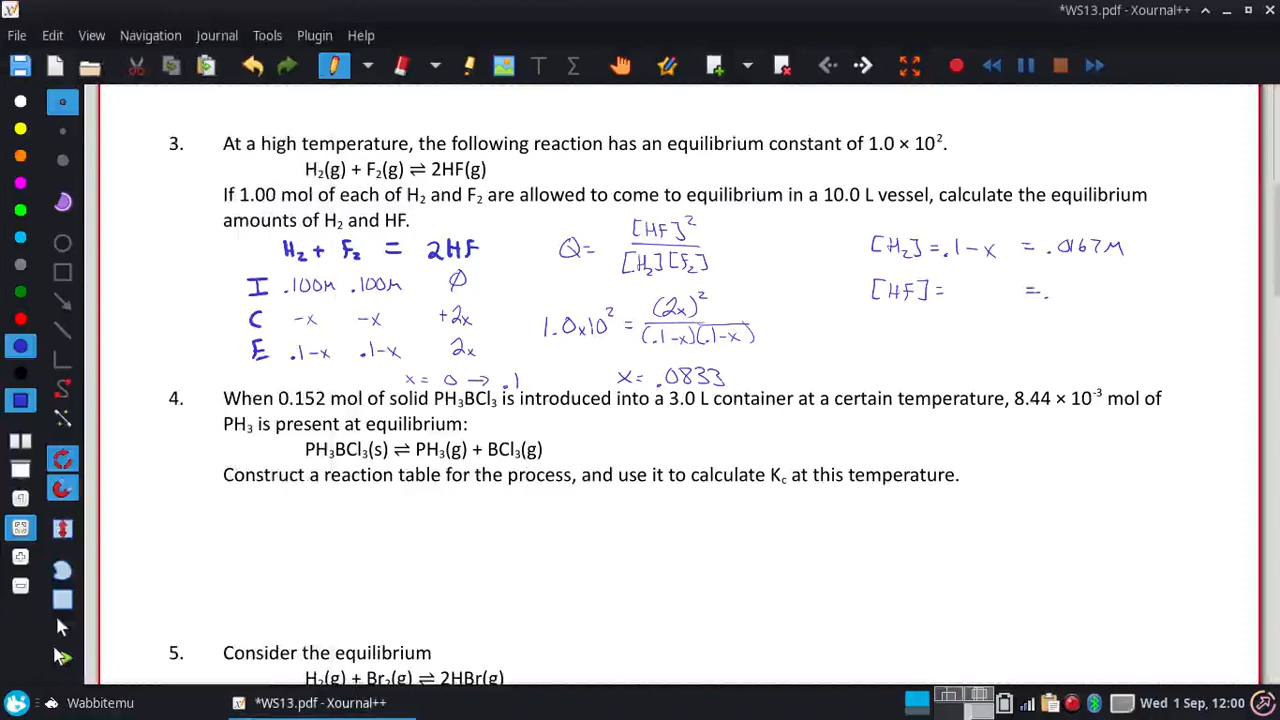 *WS13.pdf - Xournal++
File Edit View Navigation Journal Tools Plugin Help
3. At a high temperature, the following reaction has an equilibrium constant of 1.0 × 10².
H₂(g) + F₂(g) ⇌ 2HF(g)
If 1.00 mol of each of H₂ and F₂ are allowed to come to equilibrium in a 10.0 L vessel, calculate the equilibrium
amounts of H₂ and HF.
H₂ + F₂ = 2HF
I .100M .100M ∅
C -x -x +2x
E .1-x .1-x 2x
x = 0 → .1
Q = [HF]² / [H₂][F₂]
1.0x10² = (2x)² / (.1-x)(.1-x)
x = .0833
[H₂] = .1-x = .0167M
[HF] = = .
4. When 0.152 mol of solid PH₃BCl₃ is introduced into a 3.0 L container at a certain temperature, 8.44 × 10⁻³ mol of
PH₃ is present at equilibrium:
PH₃BCl₃(s) ⇌ PH₃(g) + BCl₃(g)
Construct a reaction table for the process, and use it to calculate K꜀ at this temperature.
5. Consider the equilibrium
H₂(g) + Br₂(g) ⇌ 2HBr(g)
Wabbitemu *WS13.pdf - Xournal++ Wed 1 Sep, 12:00